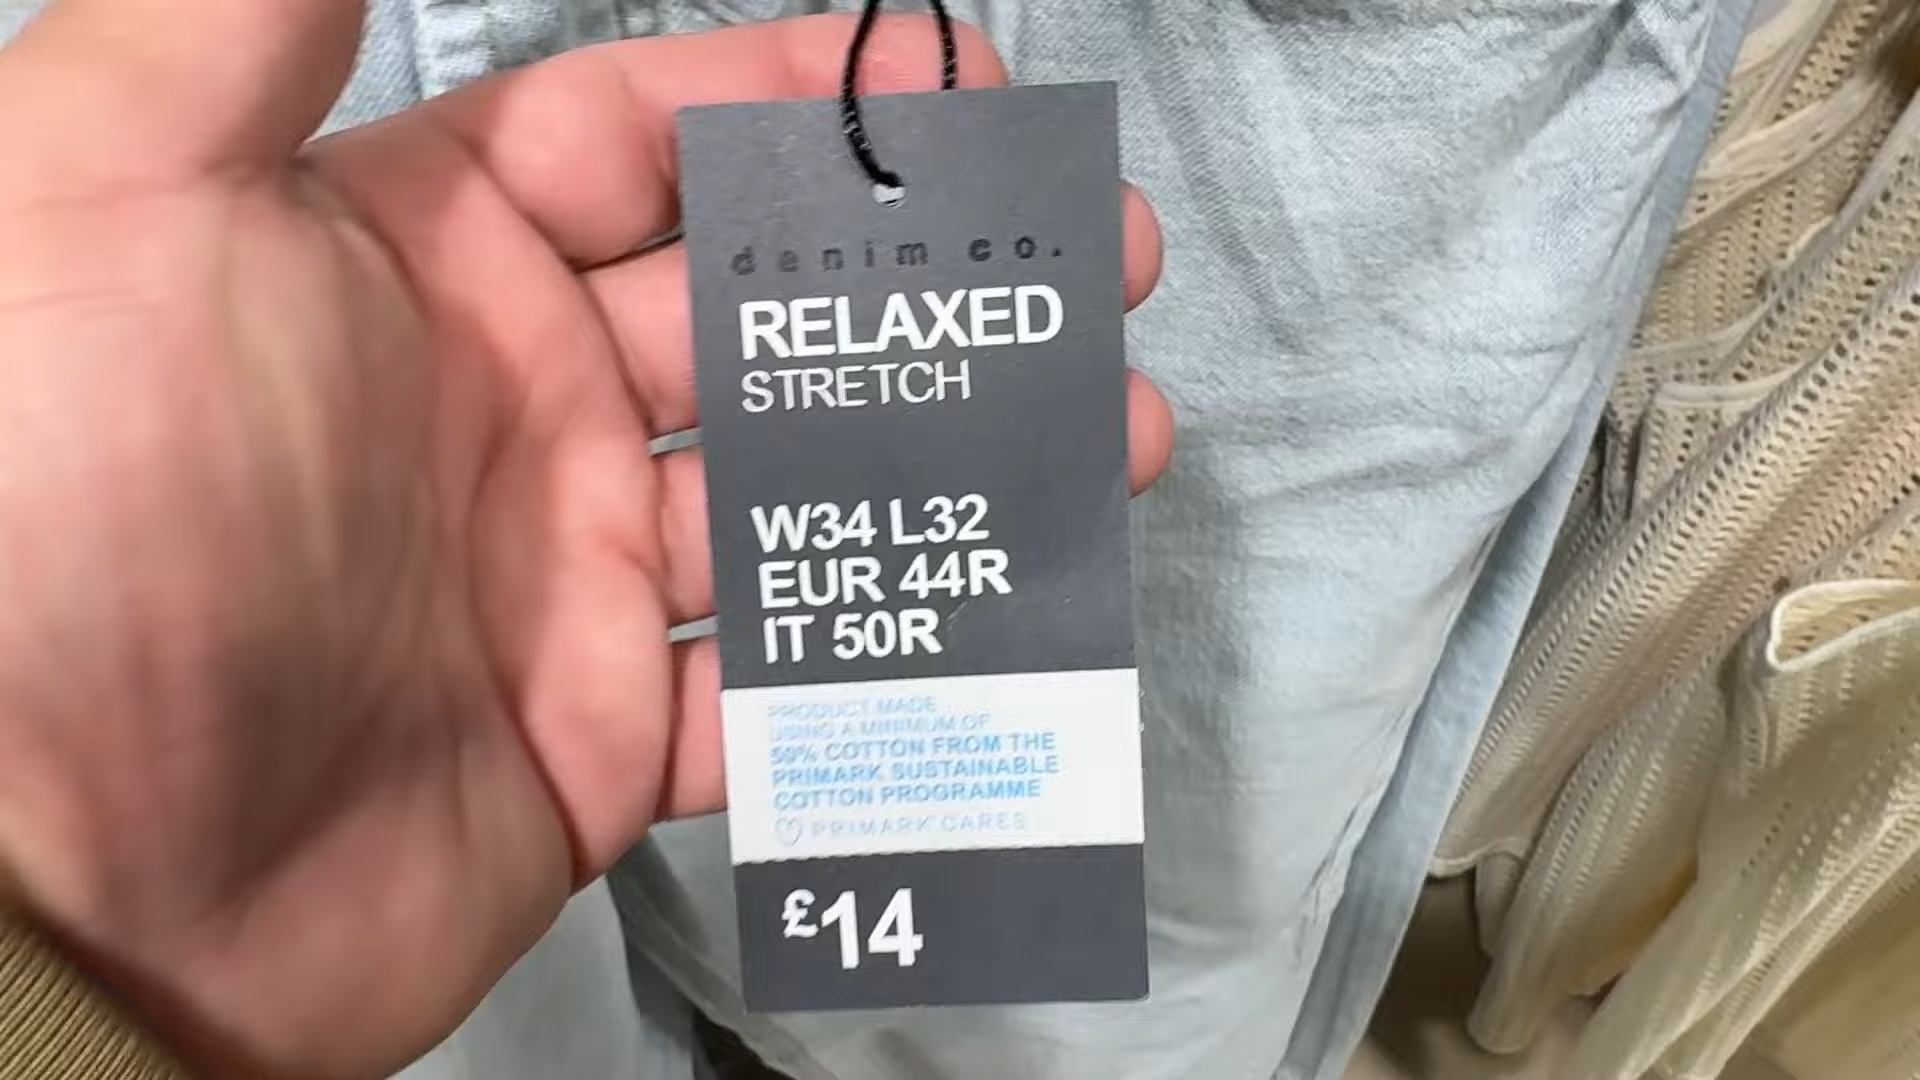 denim co.
RELAXED
STRETCH
W34 L32
EUR 44R
IT 50R
PRODUCT MADE
USING A MINIMUM OF
50% COTTON FROM THE
PRIMARK SUSTAINABLE
COTTON PROGRAMME
PRIMARK CARES
£14